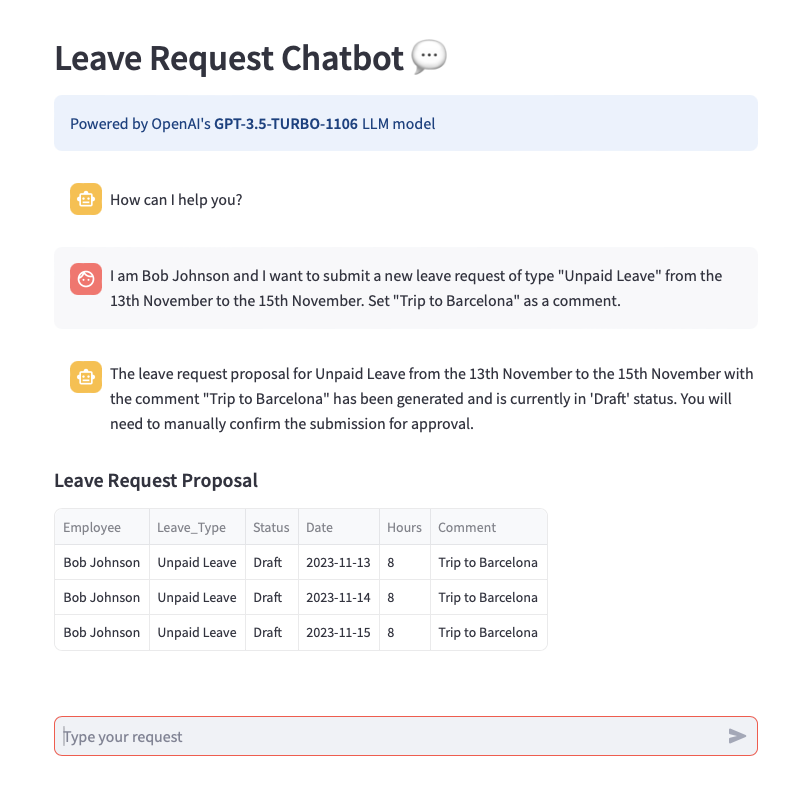 Leave Request Chatbot 💬
Powered by OpenAI's GPT-3.5-TURBO-1106 LLM model
How can I help you?
I am Bob Johnson and I want to submit a new leave request of type "Unpaid Leave" from the
13th November to the 15th November. Set "Trip to Barcelona" as a comment.
The leave request proposal for Unpaid Leave from the 13th November to the 15th November with
the comment "Trip to Barcelona" has been generated and is currently in 'Draft' status. You will
need to manually confirm the submission for approval.
Leave Request Proposal
Employee Leave_Type Status Date Hours Comment
Bob Johnson Unpaid Leave Draft 2023-11-13 8 Trip to Barcelona
Bob Johnson Unpaid Leave Draft 2023-11-14 8 Trip to Barcelona
Bob Johnson Unpaid Leave Draft 2023-11-15 8 Trip to Barcelona
Type your request